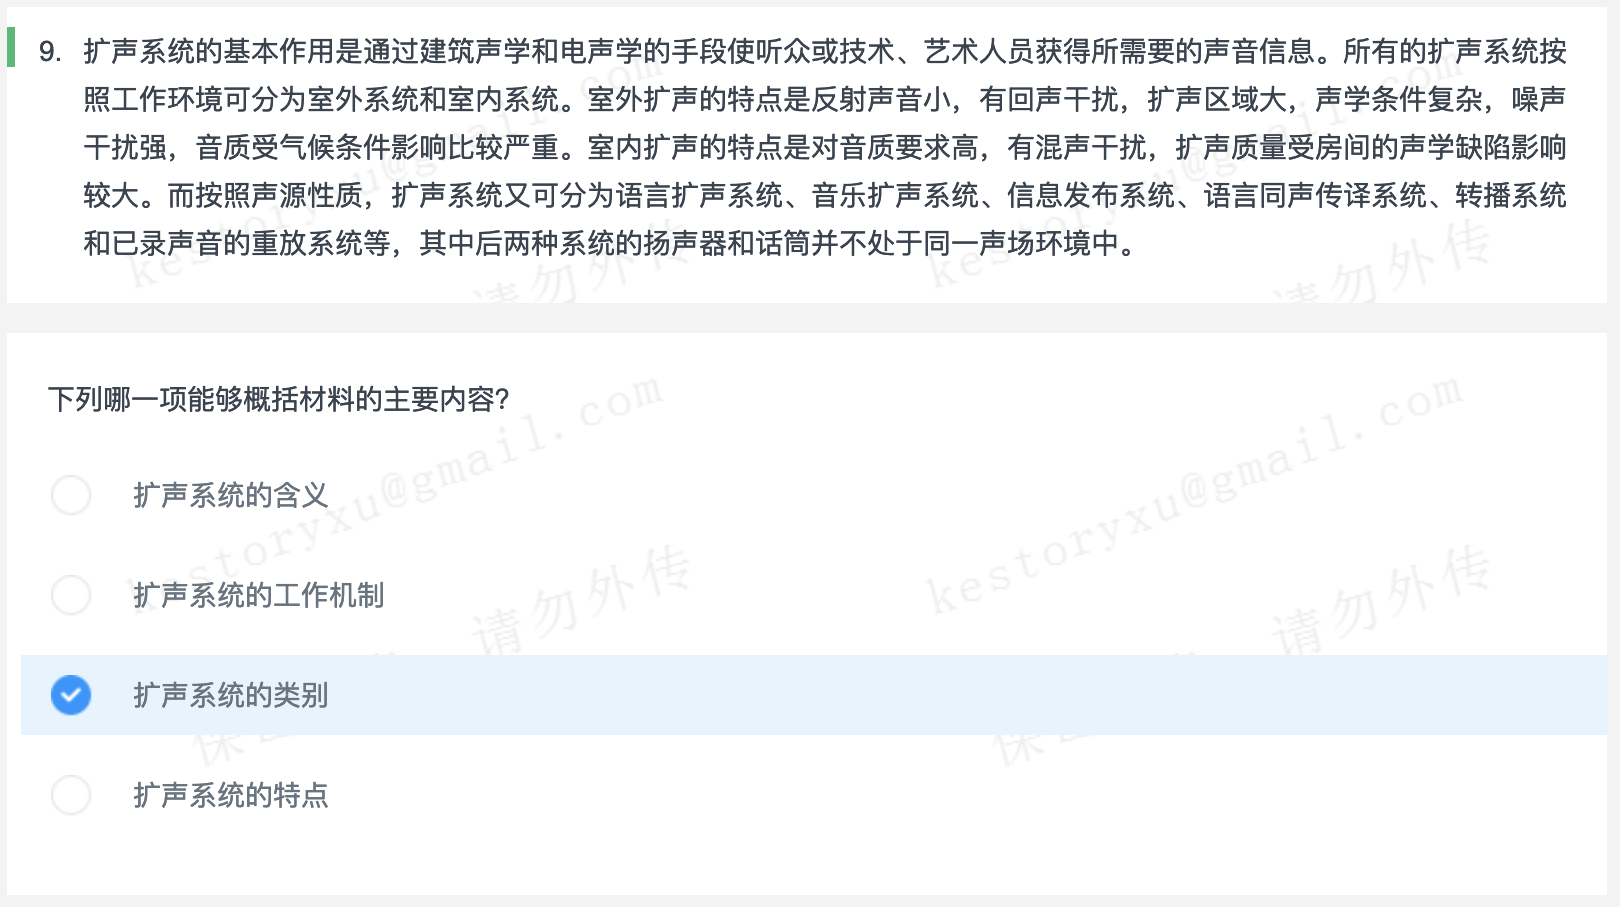 9. 扩声系统的基本作用是通过建筑声学和电声学的手段使听众或技术、艺术人员获得所需要的声音信息。所有的扩声系统按
照工作环境可分为室外系统和室内系统。室外扩声的特点是反射声音小，有回声干扰，扩声区域大，声学条件复杂，噪声
干扰强，音质受气候条件影响比较严重。室内扩声的特点是对音质要求高，有混声干扰，扩声质量受房间的声学缺陷影响
较大。而按照声源性质，扩声系统又可分为语言扩声系统、音乐扩声系统、信息发布系统、语言同声传译系统、转播系统
和已录声音的重放系统等，其中后两种系统的扬声器和话筒并不处于同一声场环境中。
kestoryxu@gmail.com
kestoryxu@gmail.com
请勿外传
请勿外传
下列哪一项能够概括材料的主要内容?
扩声系统的含义
扩声系统的工作机制
扩声系统的类别
扩声系统的特点
kestoryxu@gmail.com
kestoryxu@gmail.com
请勿外传
请勿外传